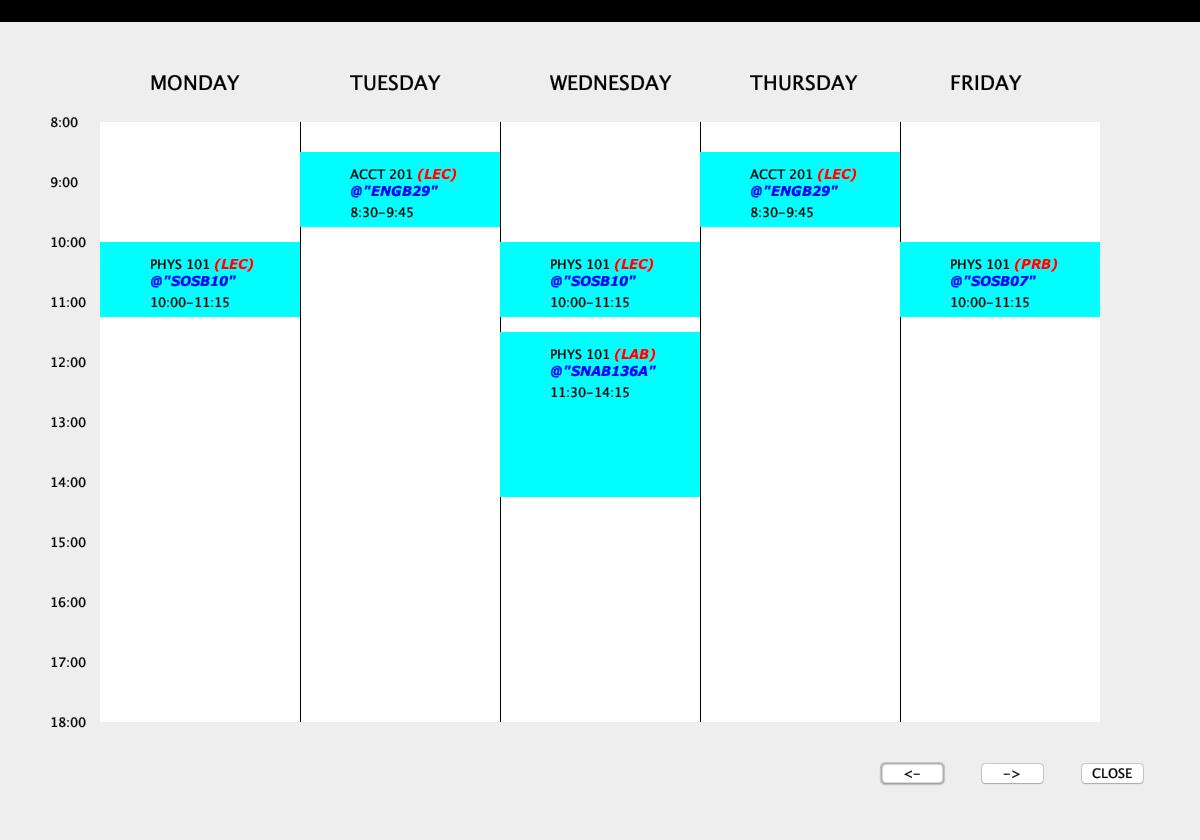 MONDAY TUESDAY WEDNESDAY THURSDAY FRIDAY
8:00
ACCT 201 (LEC)
@"ENGB29"
8:30-9:45
ACCT 201 (LEC)
@"ENGB29"
8:30-9:45
9:00
10:00
PHYS 101 (LEC)
@"SOSB10"
10:00-11:15
PHYS 101 (LEC)
@"SOSB10"
10:00-11:15
PHYS 101 (PRB)
@"SOSB07"
10:00-11:15
11:00
PHYS 101 (LAB)
@"SNAB136A"
11:30-14:15
12:00
13:00
14:00
15:00
16:00
17:00
18:00
<- -> CLOSE